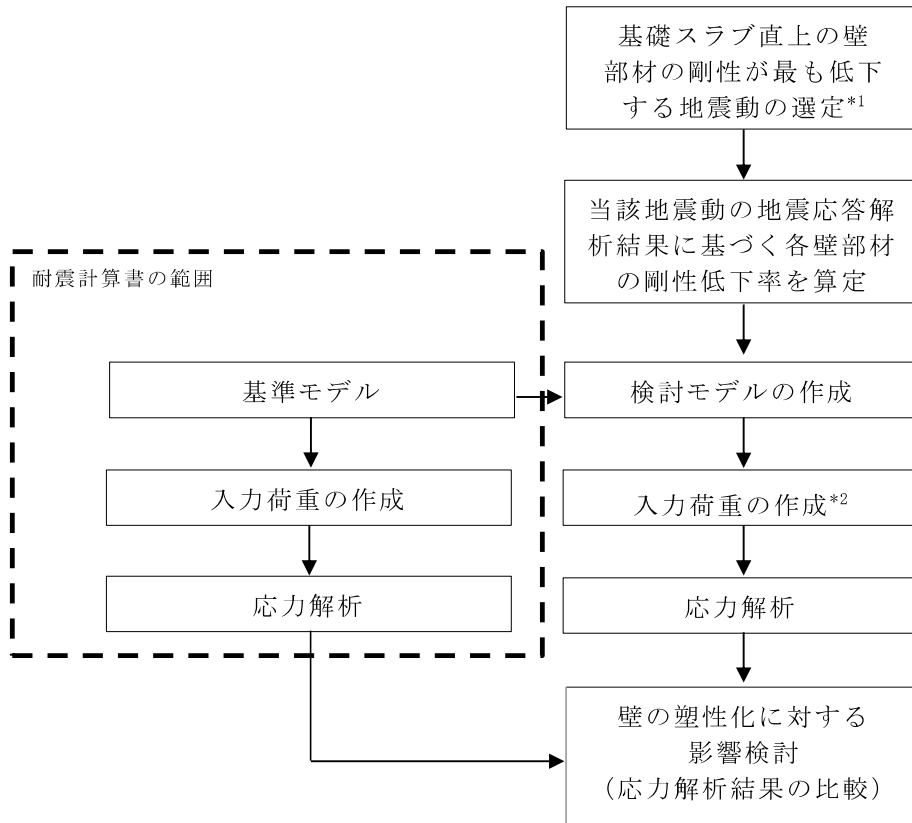 基礎スラブ直上の壁
部材の剛性が最も低下
する地震動の選定*1
当該地震動の地震応答解
析結果に基づく各壁部材
の剛性低下率を算定
耐震計算書の範囲
基準モデル
検討モデルの作成
入力荷重の作成
入力荷重の作成*2
応力解析
応力解析
壁の塑性化に対する
影響検討
(応力解析結果の比較)